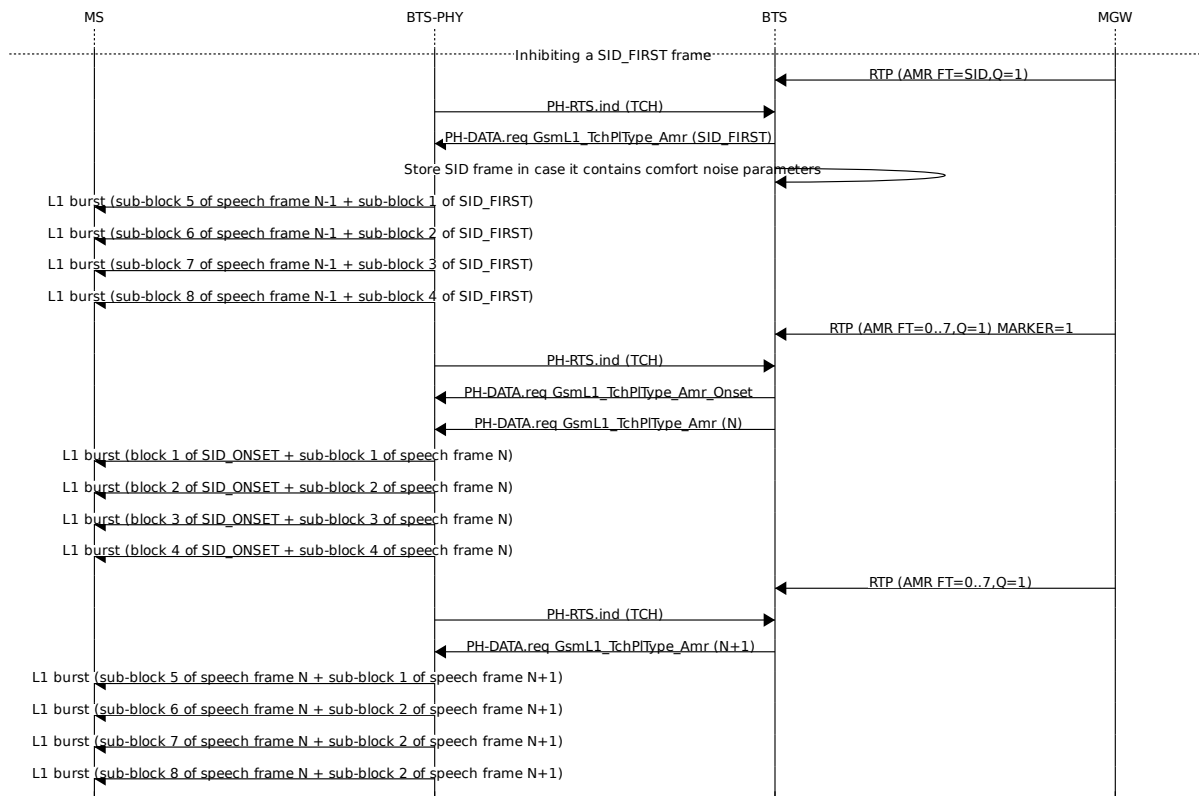 MS BTS-PHY BTS MGW
Inhibiting a SID_FIRST frame
RTP (AMR FT=SID,Q=1)
PH-RTS.ind (TCH)
PH-DATA.req GsmL1_TchPlType_Amr (SID_FIRST)
Store SID frame in case it contains comfort noise parameters
L1 burst (sub-block 5 of speech frame N-1 + sub-block 1 of SID_FIRST)
L1 burst (sub-block 6 of speech frame N-1 + sub-block 2 of SID_FIRST)
L1 burst (sub-block 7 of speech frame N-1 + sub-block 3 of SID_FIRST)
L1 burst (sub-block 8 of speech frame N-1 + sub-block 4 of SID_FIRST)
RTP (AMR FT=0..7,Q=1) MARKER=1
PH-RTS.ind (TCH)
PH-DATA.req GsmL1_TchPlType_Amr_Onset
PH-DATA.req GsmL1_TchPlType_Amr (N)
L1 burst (block 1 of SID_ONSET + sub-block 1 of speech frame N)
L1 burst (block 2 of SID_ONSET + sub-block 2 of speech frame N)
L1 burst (block 3 of SID_ONSET + sub-block 3 of speech frame N)
L1 burst (block 4 of SID_ONSET + sub-block 4 of speech frame N)
RTP (AMR FT=0..7,Q=1)
PH-RTS.ind (TCH)
PH-DATA.req GsmL1_TchPlType_Amr (N+1)
L1 burst (sub-block 5 of speech frame N + sub-block 1 of speech frame N+1)
L1 burst (sub-block 6 of speech frame N + sub-block 2 of speech frame N+1)
L1 burst (sub-block 7 of speech frame N + sub-block 2 of speech frame N+1)
L1 burst (sub-block 8 of speech frame N + sub-block 2 of speech frame N+1)